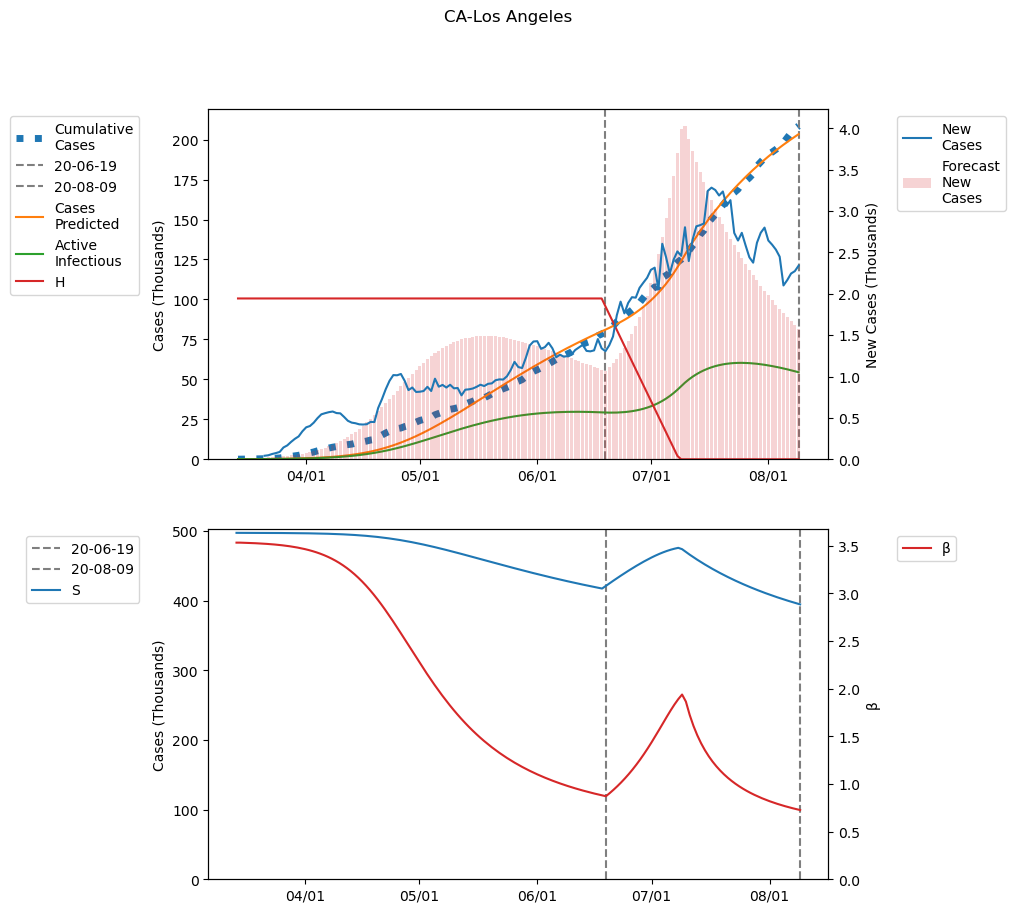 CA-Los Angeles
Cumulative
Cases
20-06-19
20-08-09
Cases
Predicted
Active
Infectious
H
Cases (Thousands)
200
175
150
125
100
75
50
25
0
04/01
05/01
06/01
07/01
08/01
4.0
3.5
3.0
2.5
2.0
1.5
1.0
0.5
0.0
New Cases (Thousands)
New
Cases
Forecast
New
Cases
20-06-19
20-08-09
S
Cases (Thousands)
500
400
300
200
100
0
04/01
05/01
06/01
07/01
08/01
3.5
3.0
2.5
2.0
1.5
1.0
0.5
0.0
β
β